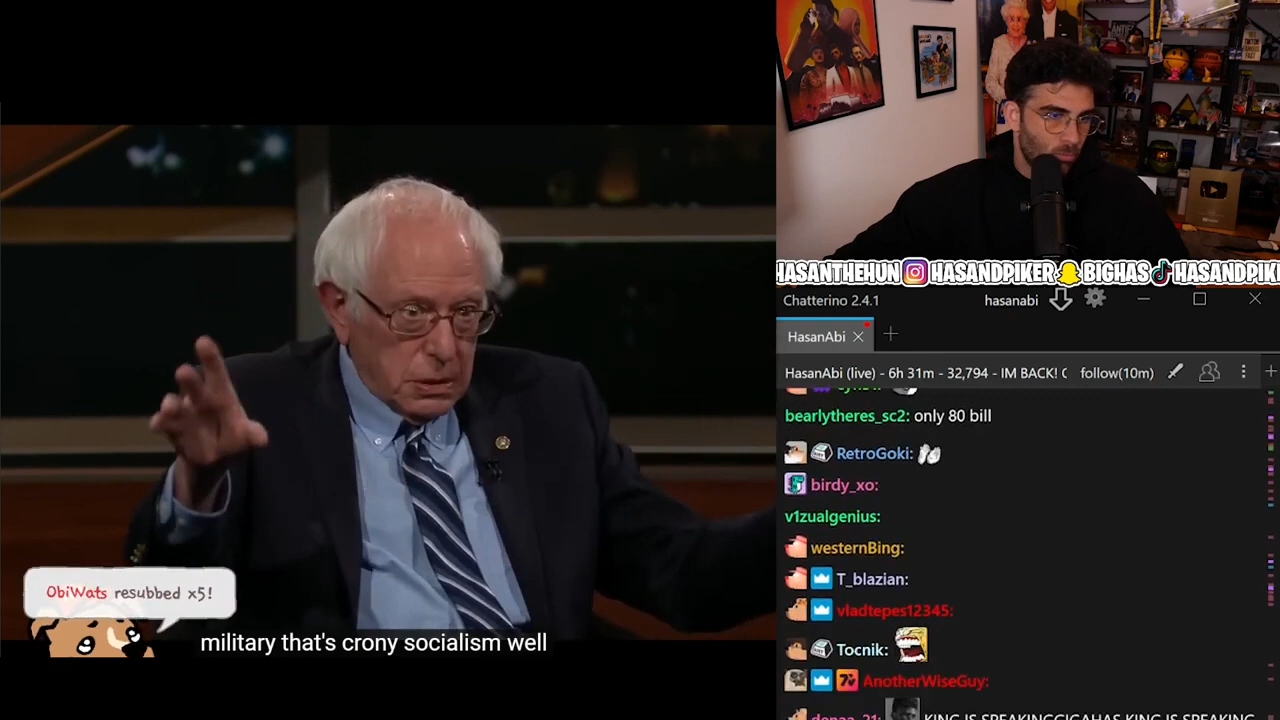 ObiWats resubbed x5!
military that's crony socialism well
HASANTHEHUN HASANDPIKER BIGHAS HASANDPIK
Chatterino 2.4.1 hasanabi
HasanAbi
HasanAbi (live) - 6h 31m - 32,794 - IM BACK! follow(10m)
bearlytheres_sc2: only 80 bill
RetroGoki:
birdy_xo:
v1zualgenius:
westernBing:
T_blazian:
vladtepes12345:
Tocnik:
AnotherWiseGuy:
KING IS SPEAKINGGIGAHAS KING IS SPEAKING